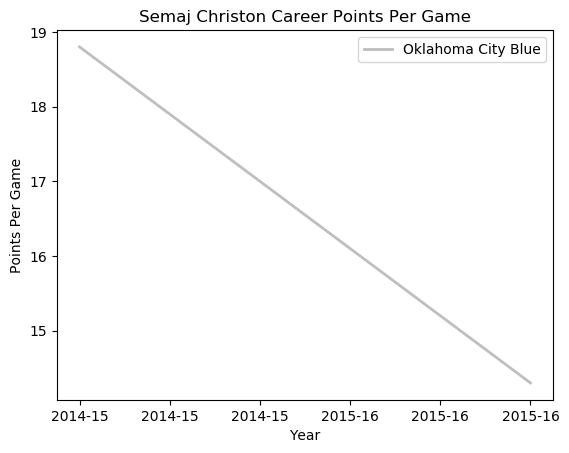 Semaj Christon Career Points Per Game
Oklahoma City Blue
Points Per Game
19
18
17
16
15
2014-15 2014-15 2014-15 2015-16 2015-16 2015-16
Year